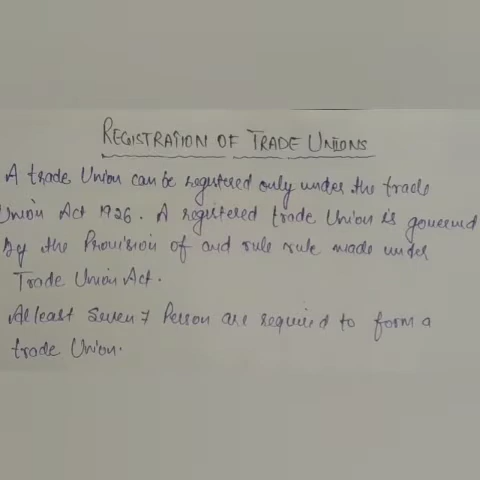 REGISTRATION OF TRADE UNIONS
A trade Union can be registered only under the trade
Union Act 1926. A registered trade Union is governed
by the Provision of and rule rule made under
Trade Union Act.
Atleast Seven 7 Person are required to form a
trade Union.